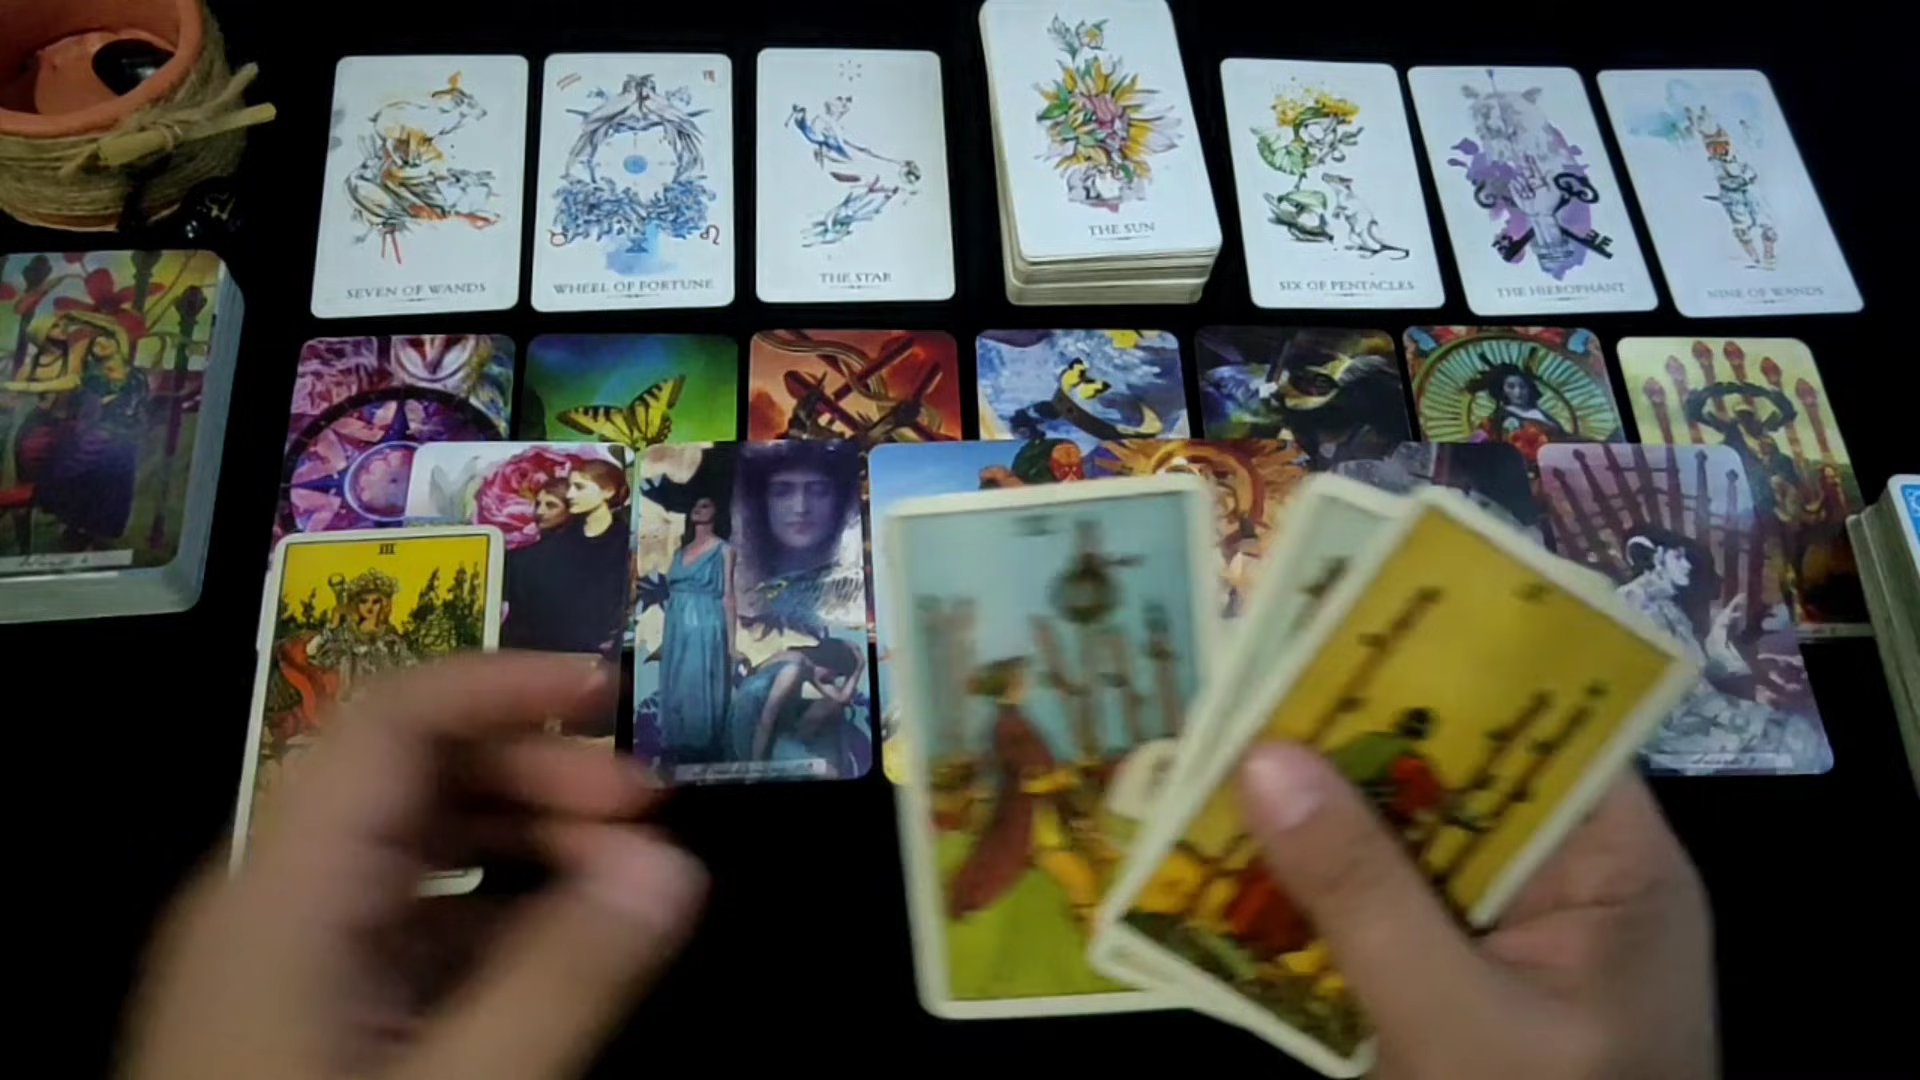 SEVEN OF WANDS
WHEEL OF FORTUNE
THE STAR
THE SUN
SIX OF PENTACLES
THE HIEROPHANT
NINE OF WANDS
III